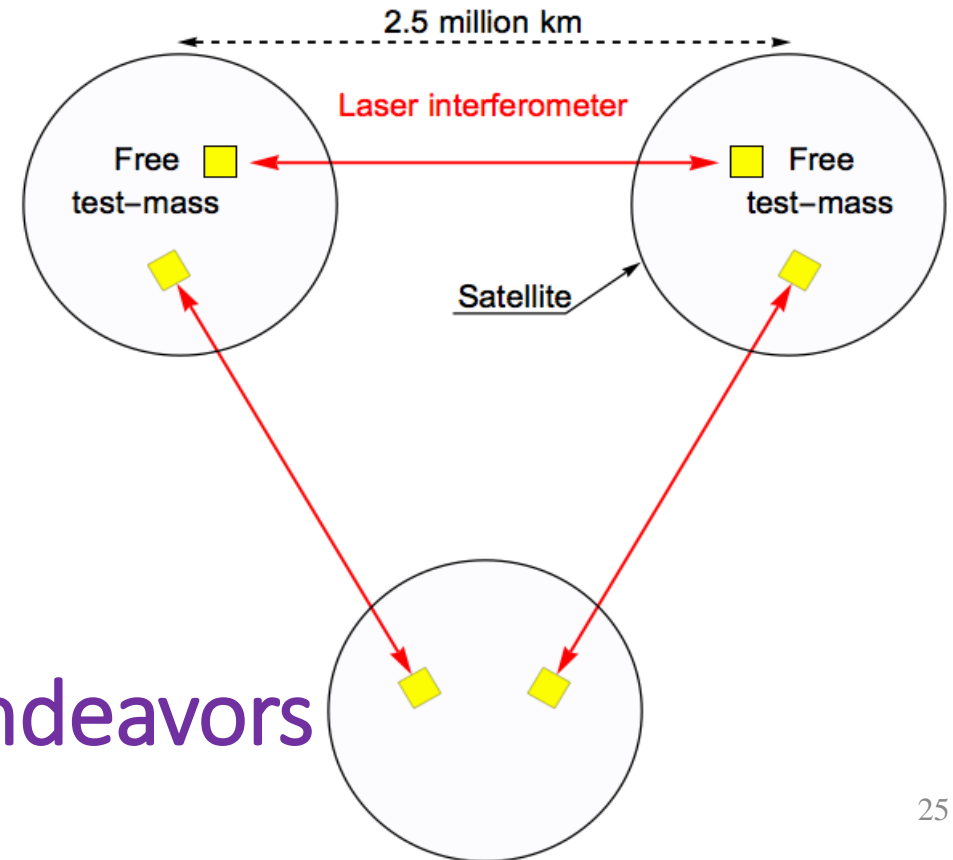 2.5 million km
Laser interferometer
Free
test-mass
Free
test-mass
Satellite
ndeavors
25